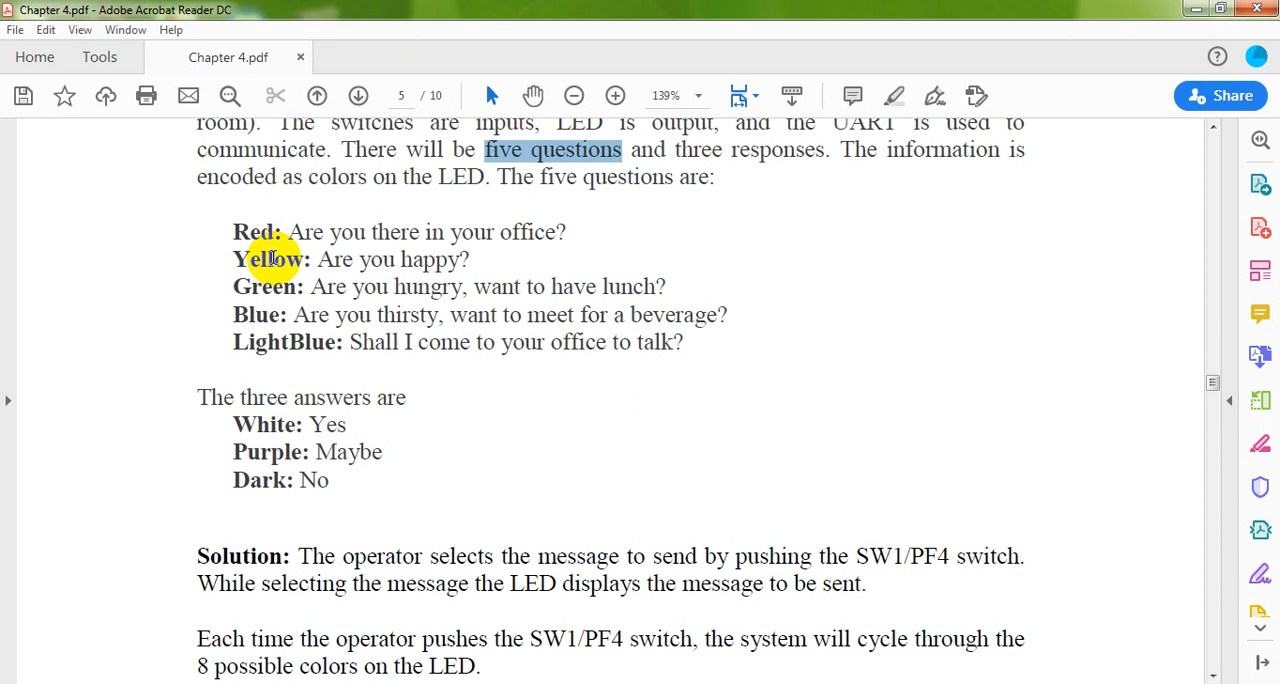 Chapter 4.pdf - Adobe Acrobat Reader DC
File Edit View Window Help
Home Tools Chapter 4.pdf ×
5 / 10 139% Share
room). The switches are inputs, LED is output, and the UART is used to
communicate. There will be five questions and three responses. The information is
encoded as colors on the LED. The five questions are:
Red: Are you there in your office?
Yellow: Are you happy?
Green: Are you hungry, want to have lunch?
Blue: Are you thirsty, want to meet for a beverage?
LightBlue: Shall I come to your office to talk?
The three answers are
White: Yes
Purple: Maybe
Dark: No
Solution: The operator selects the message to send by pushing the SW1/PF4 switch.
While selecting the message the LED displays the message to be sent.
Each time the operator pushes the SW1/PF4 switch, the system will cycle through the
8 possible colors on the LED.